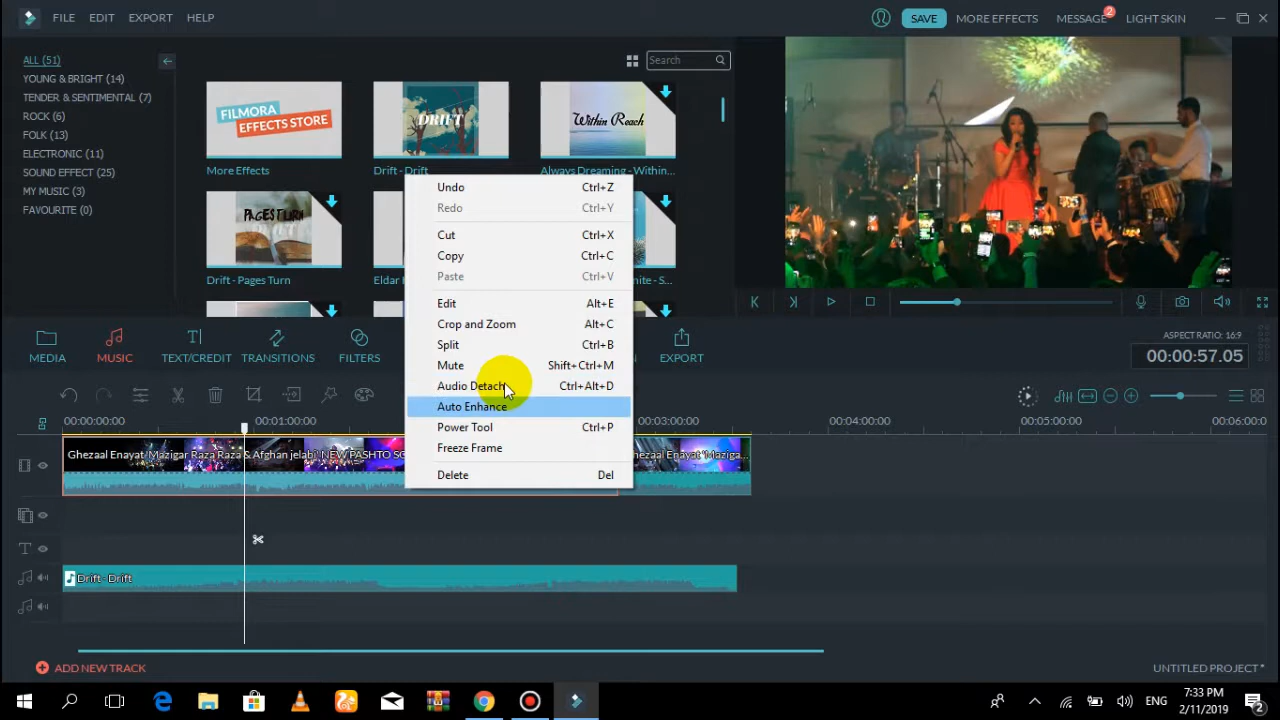 FILE EDIT EXPORT HELP
SAVE MORE EFFECTS MESSAGE 2 LIGHT SKIN
ALL (51)
YOUNG & BRIGHT (14)
TENDER & SENTIMENTAL (7)
ROCK (6)
FOLK (13)
ELECTRONIC (11)
SOUND EFFECT (25)
MY MUSIC (3)
FAVOURITE (0)
Search
FILMORA
EFFECTS STORE
DRIFT
Within Reach
More Effects
Drift - Drift
Always Dreaming - Within...
PAGES TURN
Drift - Pages Turn
Eldar
Undo Ctrl+Z
Redo Ctrl+Y
Cut Ctrl+X
Copy Ctrl+C
Paste Ctrl+V
Edit Alt+E
Crop and Zoom Alt+C
Split Ctrl+B
Mute Shift+Ctrl+M
Audio Detach Ctrl+Alt+D
Auto Enhance
Power Tool Ctrl+P
Freeze Frame
Delete Del
MEDIA MUSIC TEXT/CREDIT TRANSITIONS FILTERS EXPORT
ASPECT RATIO: 16:9
00:00:57.05
00:00:00:00 00:01:00:00 00:03:00:00 00:04:00:00 00:05:00:00 00:06:00:0
Ghezaal Enayat 'Mazigar Raza Raza & Afghan jelabi' NEW PASHTO SO
hezaal Enayat 'Maziga...
T
Drift - Drift
ADD NEW TRACK
UNTITLED PROJECT *
ENG
7:33 PM
2/11/2019
2